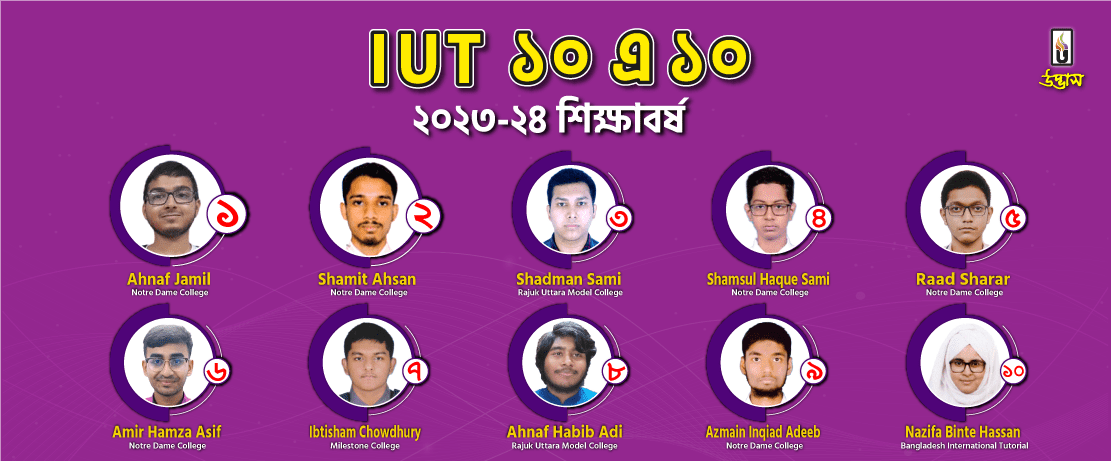 IUT ১০ এ ১০
উদ্ভাস
২০২৩-২৪ শিক্ষাবর্ষ
১
২
৩
৪
৫
Ahnaf Jamil
Notre Dame College
Shamit Ahsan
Notre Dame College
Shadman Sami
Rajuk Uttara Model College
Shamsul Haque Sami
Notre Dame College
Raad Sharar
Notre Dame College
৬
৭
৮
৯
১০
Amir Hamza Asif
Notre Dame College
Ibtisham Chowdhury
Milestone College
Ahnaf Habib Adi
Rajuk Uttara Model College
Azmain Inqiad Adeeb
Notre Dame College
Nazifa Binte Hassan
Bangladesh International Tutorial